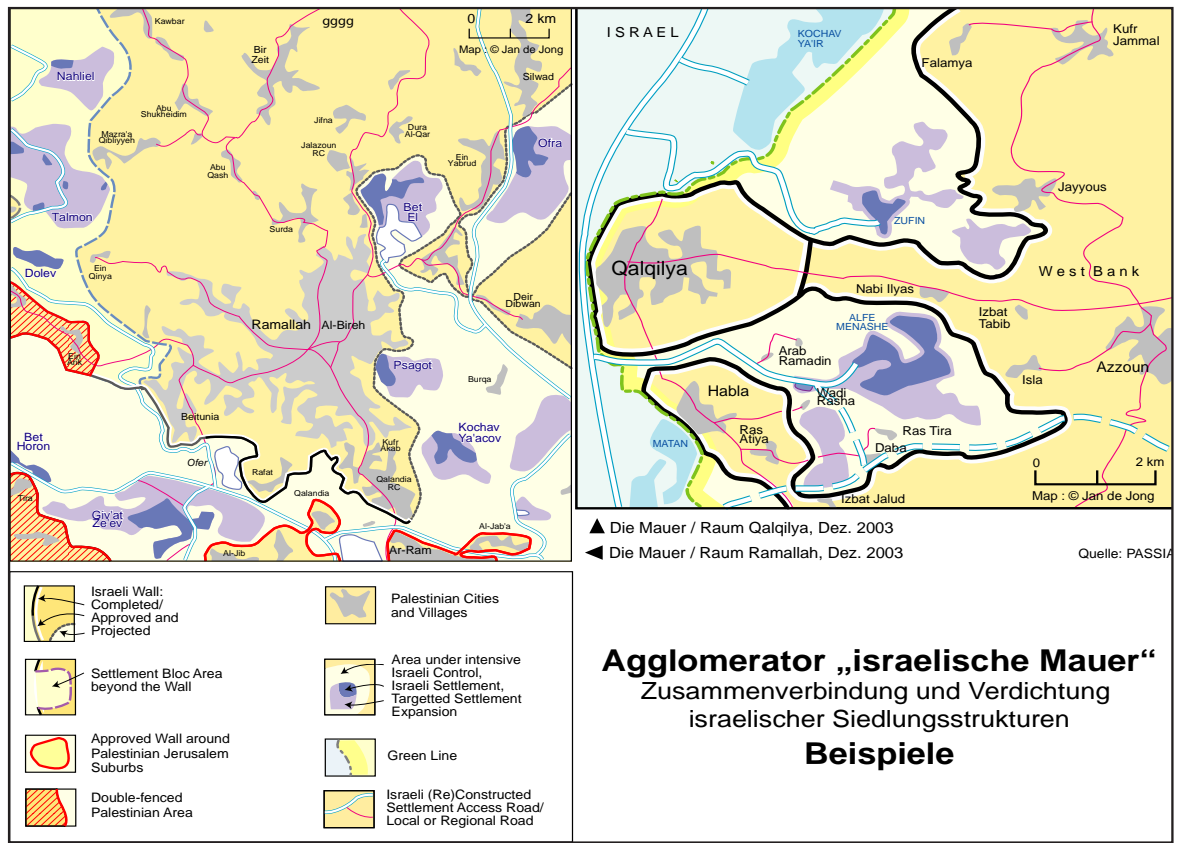 Kawbar
gggg
0 2 km
Map : © Jan de Jong
Bir
Zeit
Nahliel
Silwad
Abu
Shukheidim
Jifna
Dura
Al-Qar
Mazra'a
Qibliyyeh
Jalazoun
RC
Ein
Yabrud
Ofra
Abu
Qash
Talmon
Bet
El
Surda
Dolev
Ein
Qinya
Deir
Dibwan
Ramallah
Al-Bireh
Ein
Arik
Psagot
Burqa
Beitunia
Bet
Horon
Kochav
Ya'acov
Kufr
Akab
Ofer
Rafat
Qalandia
RC
Tira
Qalandia
Giv'at
Ze'ev
Al-Jab'a
Al-Jib
Ar-Ram
ISRAEL
KOCHAV
YA'IR
Kufr
Jammal
Falamya
Jayyous
ZUFIN
Qalqilya
West Bank
Nabi Ilyas
Izbat
Tabib
ALFE
MENASHE
Arab
Ramadin
Isla
Azzoun
Habla
Wadi
Rasha
Ras
Atiya
Ras Tira
MATAN
Daba
0 2 km
Izbat Jalud
Map : © Jan de Jong
▲ Die Mauer / Raum Qalqilya, Dez. 2003
◄ Die Mauer / Raum Ramallah, Dez. 2003
Quelle: PASSIA
Israeli Wall:
Completed/
Approved and
Projected
Settlement Bloc Area
beyond the Wall
Approved Wall around
Palestinian Jerusalem
Suburbs
Double-fenced
Palestinian Area
Palestinian Cities
and Villages
Area under intensive
Israeli Control,
Israeli Settlement,
Targetted Settlement
Expansion
Green Line
Israeli (Re)Constructed
Settlement Access Road/
Local or Regional Road
Agglomerator „israelische Mauer“
Zusammenverbindung und Verdichtung
israelischer Siedlungsstrukturen
Beispiele